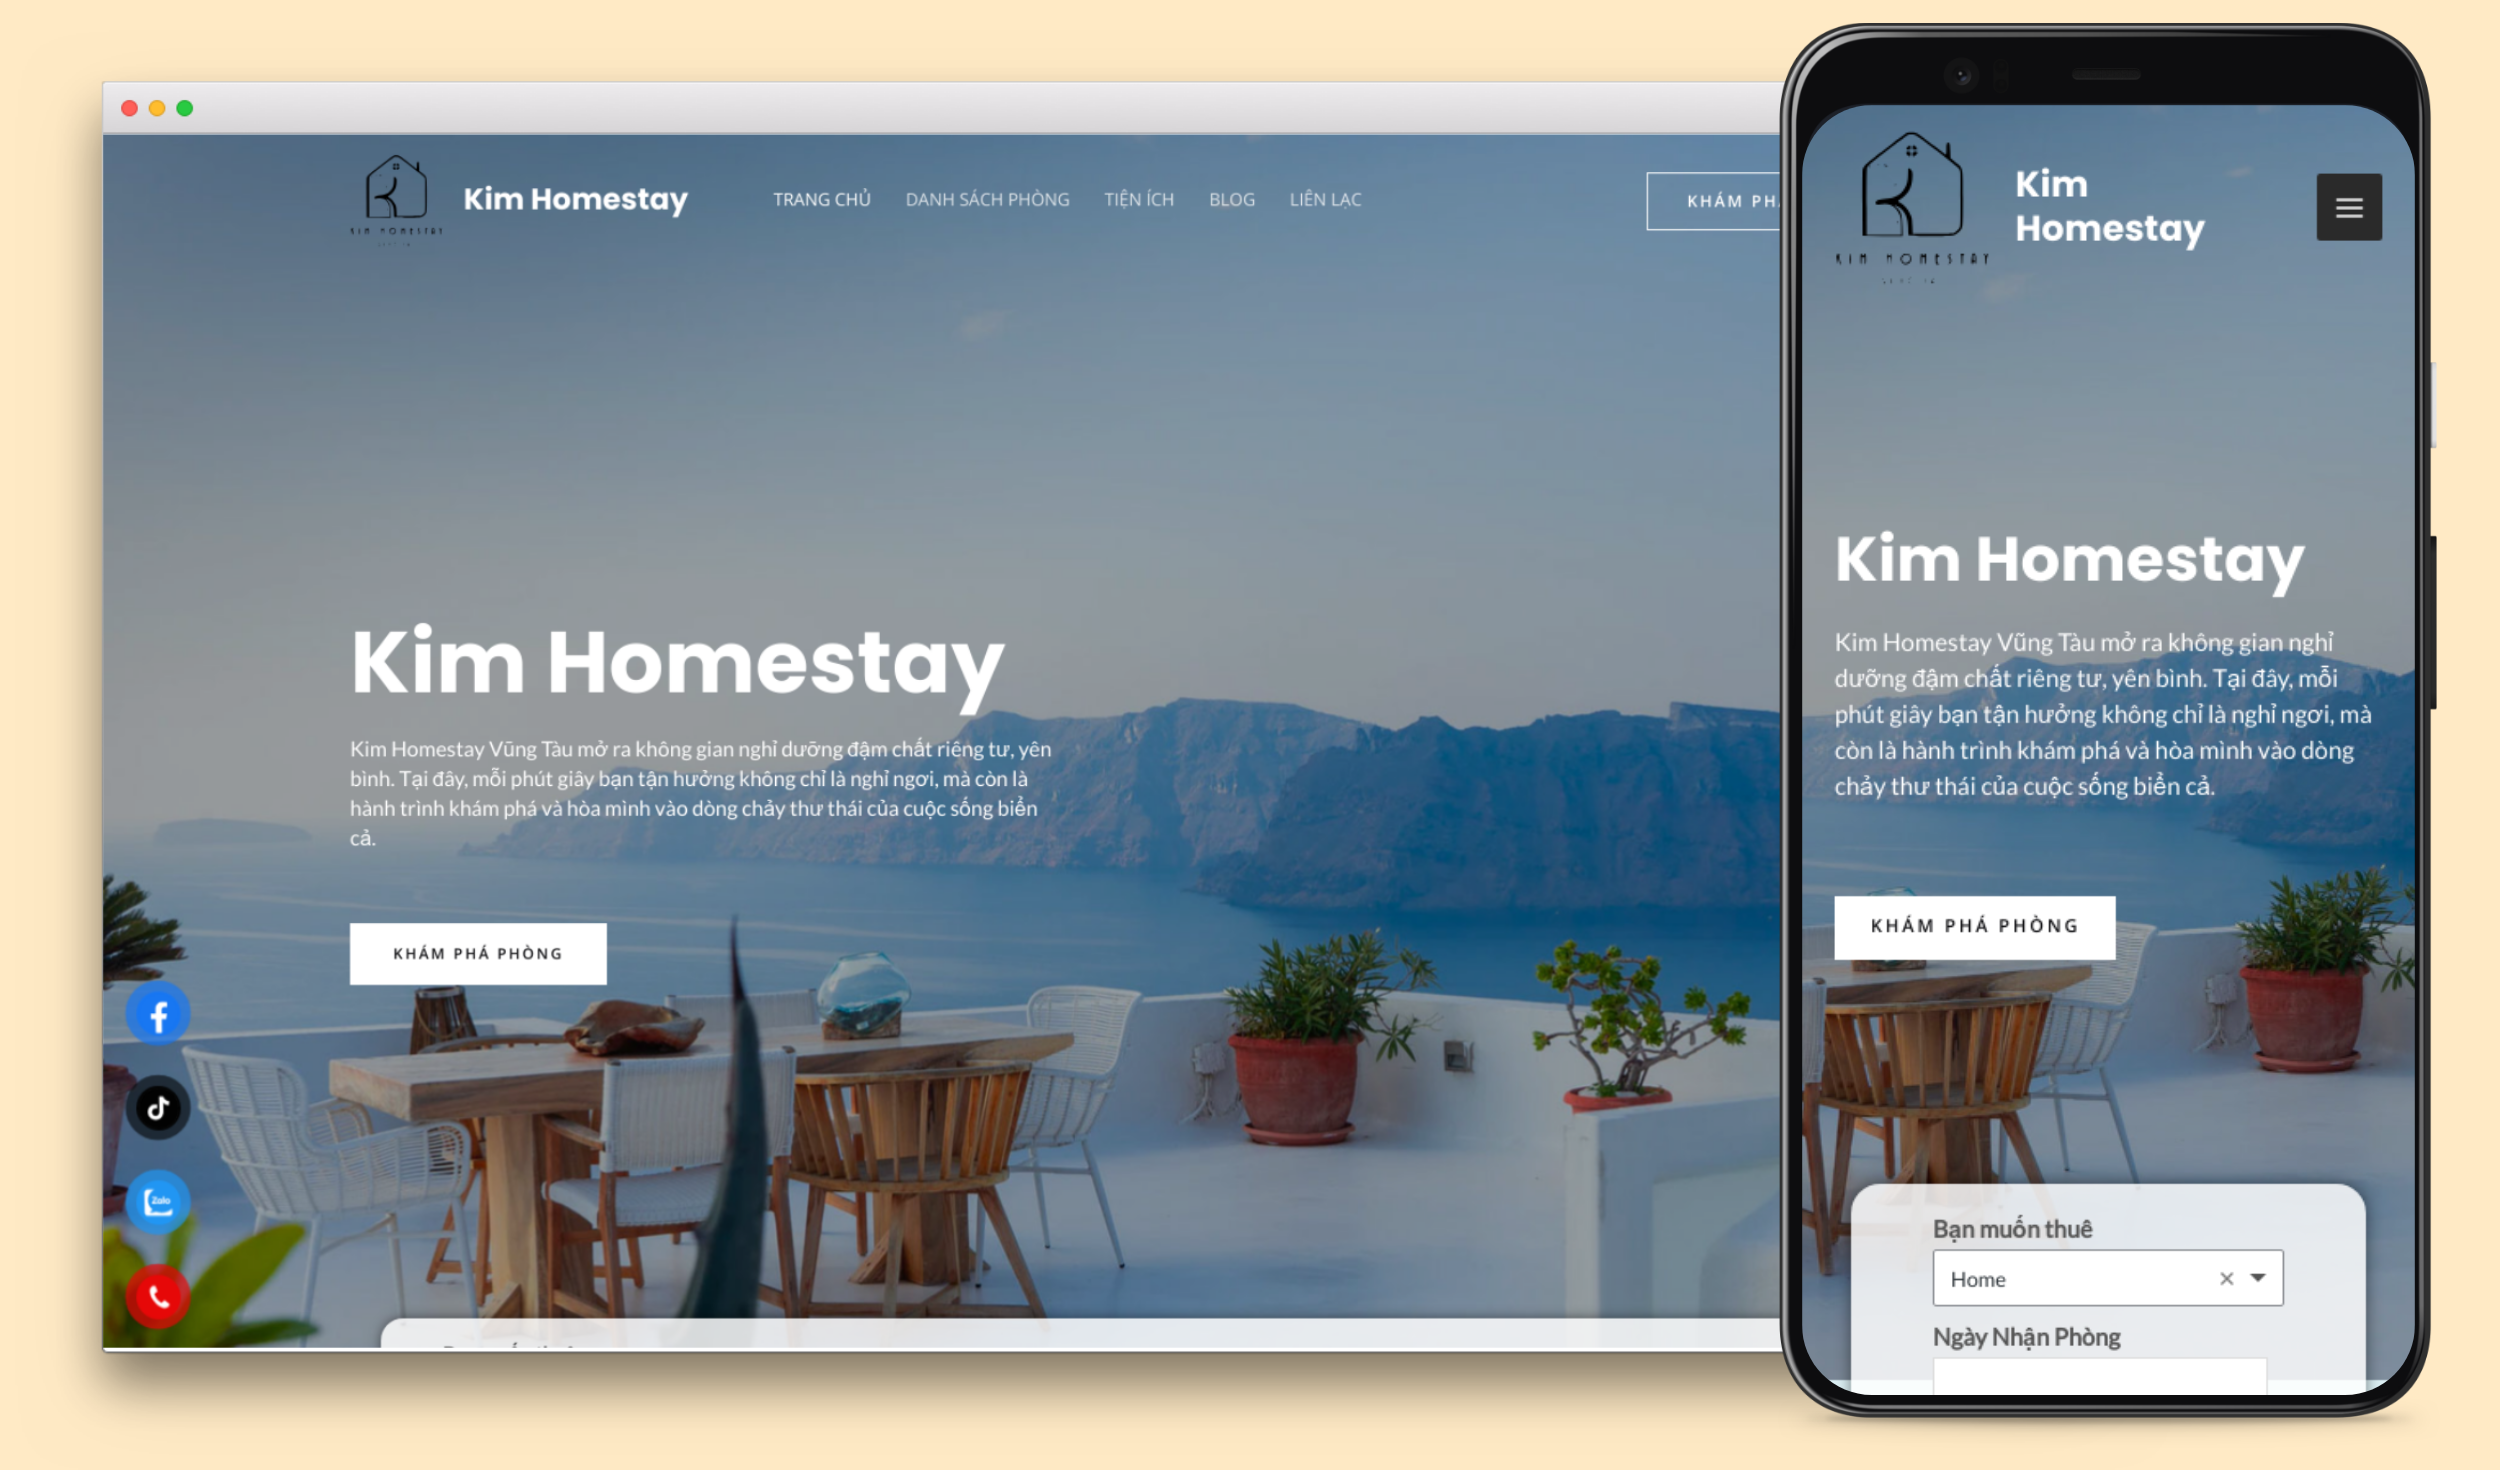 KIM HOMESTAY
Kim Homestay
TRANG CHỦ
DANH SÁCH PHÒNG
TIỆN ÍCH
BLOG
LIÊN LẠC
KHÁM PH
Kim Homestay
Kim Homestay Vũng Tàu mở ra không gian nghỉ dưỡng đậm chất riêng tư, yên
bình. Tại đây, mỗi phút giây bạn tận hưởng không chỉ là nghỉ ngơi, mà còn là
hành trình khám phá và hòa mình vào dòng chảy thư thái của cuộc sống biển
cả.
KHÁM PHÁ PHÒNG
Zalo
KIM HOMESTAY
Kim
Homestay
Kim Homestay
Kim Homestay Vũng Tàu mở ra không gian nghỉ
dưỡng đậm chất riêng tư, yên bình. Tại đây, mỗi
phút giây bạn tận hưởng không chỉ là nghỉ ngơi, mà
còn là hành trình khám phá và hòa mình vào dòng
chảy thư thái của cuộc sống biển cả.
KHÁM PHÁ PHÒNG
Bạn muốn thuê
Home
Ngày Nhận Phòng